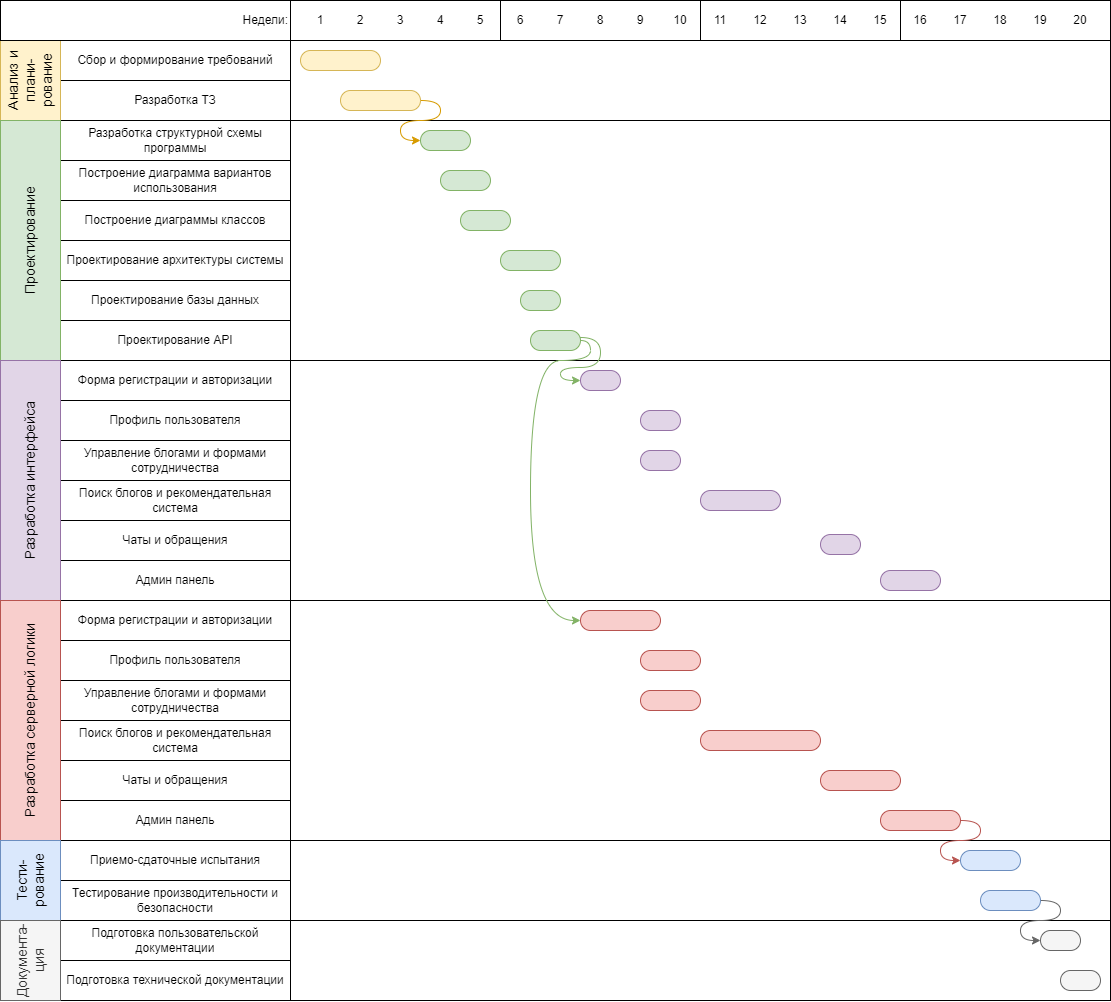 Недели: 1 2 3 4 5 6 7 8 9 10 11 12 13 14 15 16 17 18 19 20
Анализ и
плани-
рование
Сбор и формирование требований
Разработка ТЗ
Проектирование
Разработка структурной схемы
программы
Построение диаграмма вариантов
использования
Построение диаграммы классов
Проектирование архитектуры системы
Проектирование базы данных
Проектирование API
Разработка интерфейса
Форма регистрации и авторизации
Профиль пользователя
Управление блогами и формами
сотрудничества
Поиск блогов и рекомендательная
система
Чаты и обращения
Админ панель
Разработка серверной логики
Форма регистрации и авторизации
Профиль пользователя
Управление блогами и формами
сотрудничества
Поиск блогов и рекомендательная
система
Чаты и обращения
Админ панель
Тести-
рование
Приемо-сдаточные испытания
Тестирование производительности и
безопасности
Документа-
ция
Подготовка пользовательской
документации
Подготовка технической документации